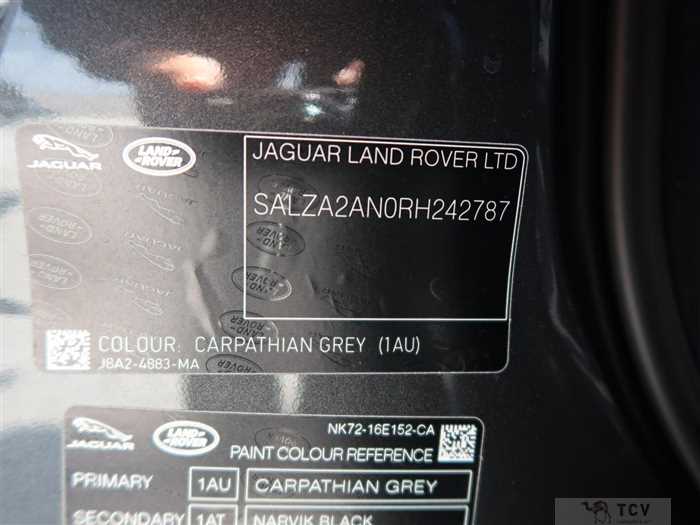 JAGUAR
LAND ROVER
JAGUAR LAND ROVER LTD
SALZA2AN0RH242787
COLOUR: CARPATHIAN GREY (1AU)
J8A2-4883-MA
JAGUAR
LAND ROVER
NK72-16E152-CA
PAINT COLOUR REFERENCE
PRIMARY 1AU CARPATHIAN GREY
SECONDARY 1AT NARVIK BLACK
TCV